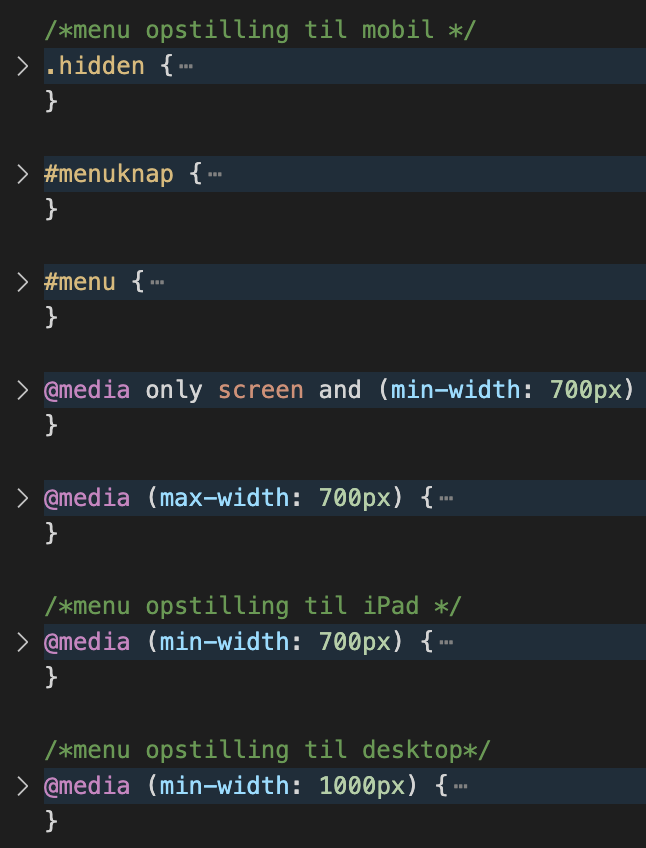 /*menu opstilling til mobil */
.hidden {⋯
}
#menuknap {⋯
}
#menu {⋯
}
@media only screen and (min-width: 700px)
}
@media (max-width: 700px) {⋯
}
/*menu opstilling til iPad */
@media (min-width: 700px) {⋯
}
/*menu opstilling til desktop*/
@media (min-width: 1000px) {⋯
}